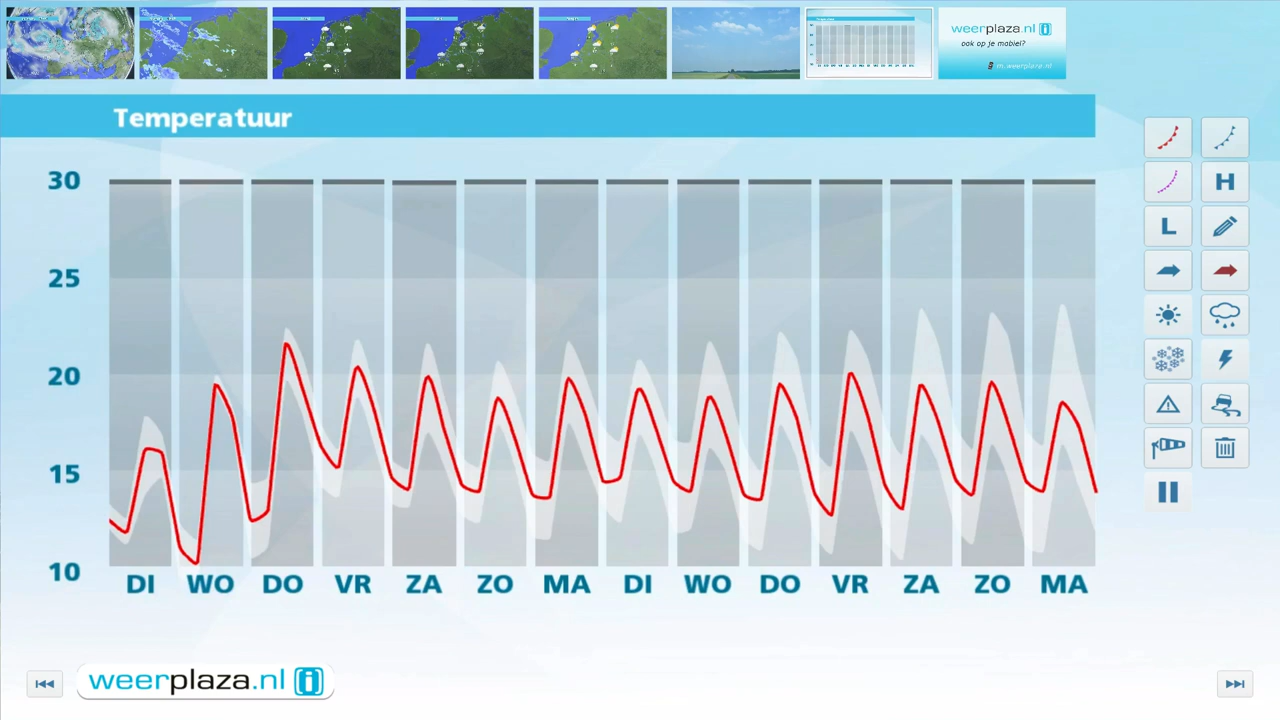 weerplaza.nl
ook op je mobiel?
m.weerplaza.nl
Temperatuur
30
25
20
15
10
DI WO DO VR ZA ZO MA DI WO DO VR ZA ZO MA
H
L
weerplaza.nl